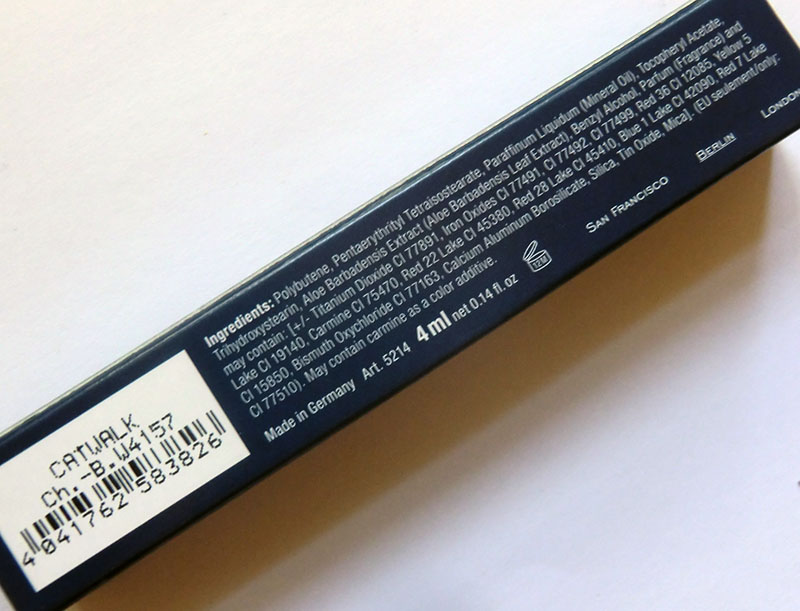 Ingredients: Polybutene, Pentaerythrityl Tetraisostearate, Paraffinum Liquidum (Mineral Oil), Tocopheryl Acetate,
Trihydroxystearin, Aloe Barbadensis Extract (Aloe Barbadensis Leaf Extract), Benzyl Alcohol, Parfum (Fragrance) and
may contain: [+/- Titanium Dioxide CI 77891, Iron Oxides CI 77491, CI 77492, CI 77499, Red 36 CI 12085, Yellow 5
Lake CI 19140, Carmine CI 75470, Red 22 Lake CI 45380, Red 28 Lake CI 45410, Blue 1 Lake CI 42090, Red 7 Lake
CI 15850, Bismuth Oxychloride CI 77163, Calcium Aluminum Borosilicate, Silica, Tin Oxide, Mica]. (EU seulement/only:
CI 77510). May contain carmine as a color additive.
Made in Germany Art. 5214 4ml net 0.14 fl.oz 12M
SAN FRANCISCO BERLIN LONDON
CATWALK
Ch.-B.W4157
4041762583826